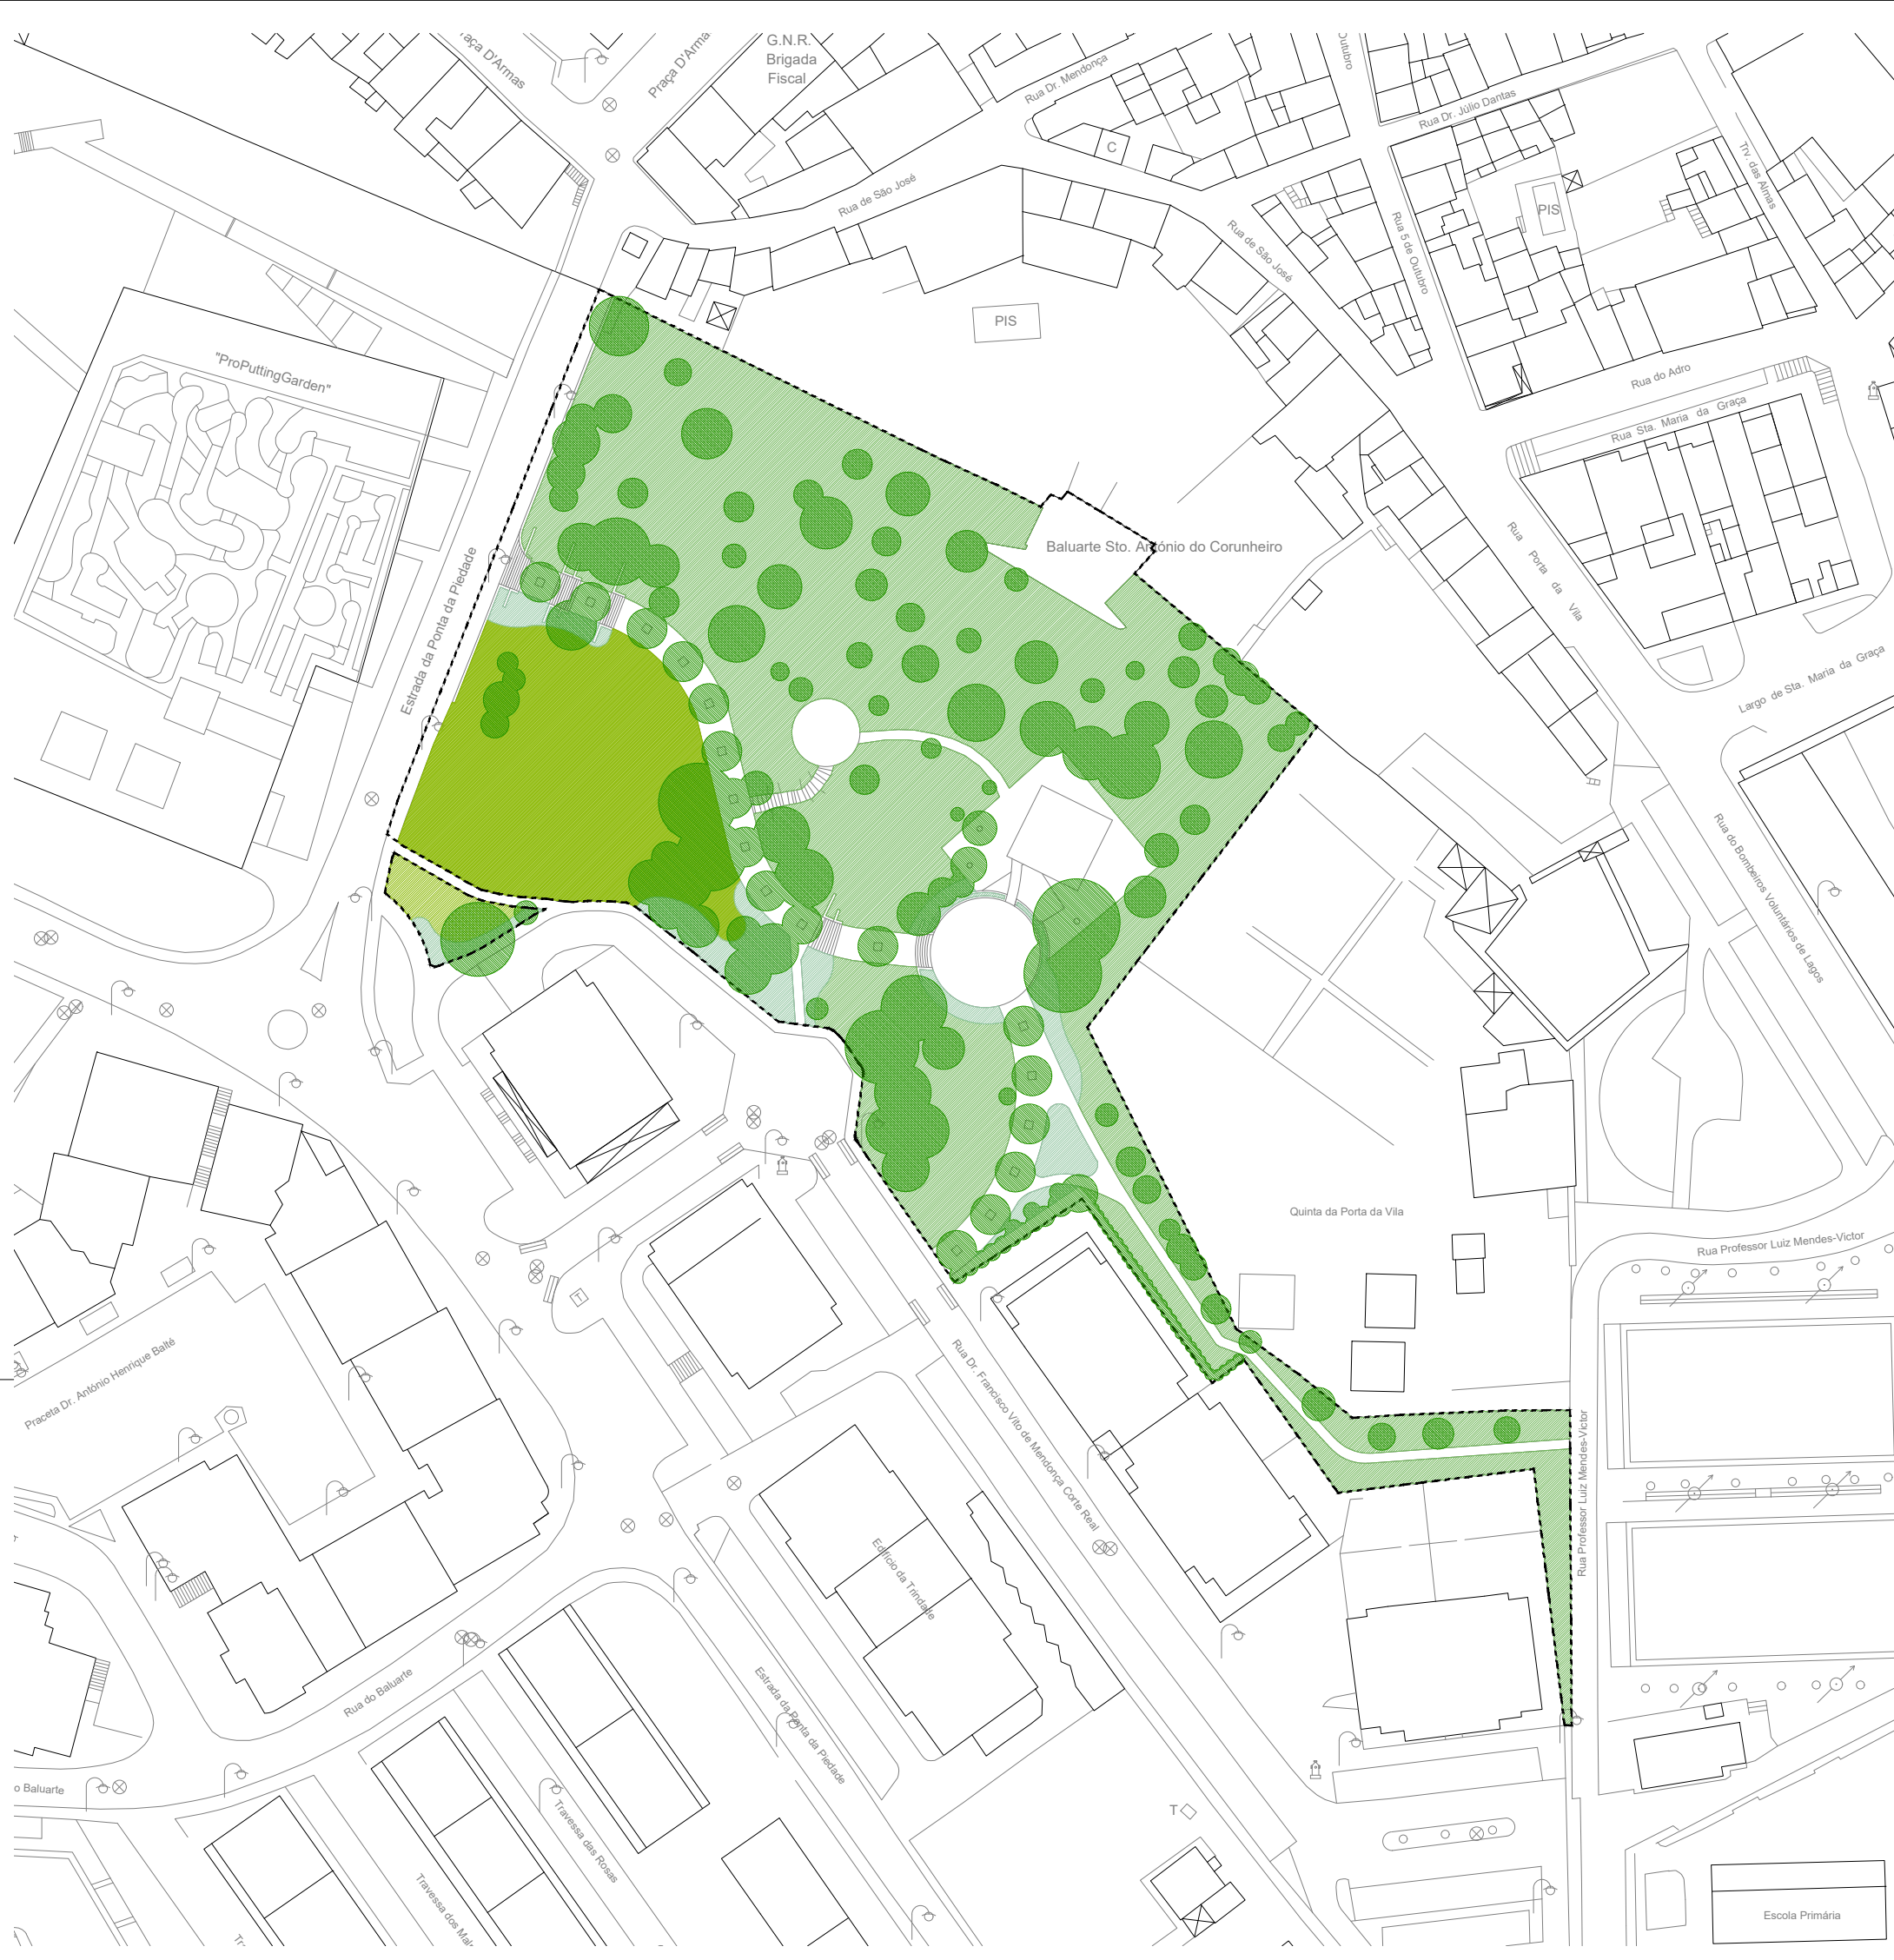 Praça D'Armas
G.N.R.
Brigada
Fiscal
Rua Dr. Mendonça
Outubro
Rua Dr. Júlio Dantas
C
Trv. das Almas
Rua de São José
PIS
Rua de São José
Rua 5 de Outubro
PIS
"ProPuttingGarden"
Rua do Adro
Rua Sta. Maria da Graça
Baluarte Sto. António do Corunheiro
Rua Porta da Vila
Estrada da Ponta da Piedade
Largo de Sta. Maria da Graça
Rua do Bombeiros Voluntários de Lagos
Quinta da Porta da Vila
Rua Professor Luiz Mendes-Victor
T
Praceta Dr. António Henrique Balté
Rua Dr. Francisco Vito de Mendonça Corte Real
Rua Professor Luiz Mendes-Victor
Edifício da Trindade
Rua do Baluarte
Estrada da Ponta da Piedade
o Baluarte
Travessa das Rosas
T
Travessa dos
Escola Primária